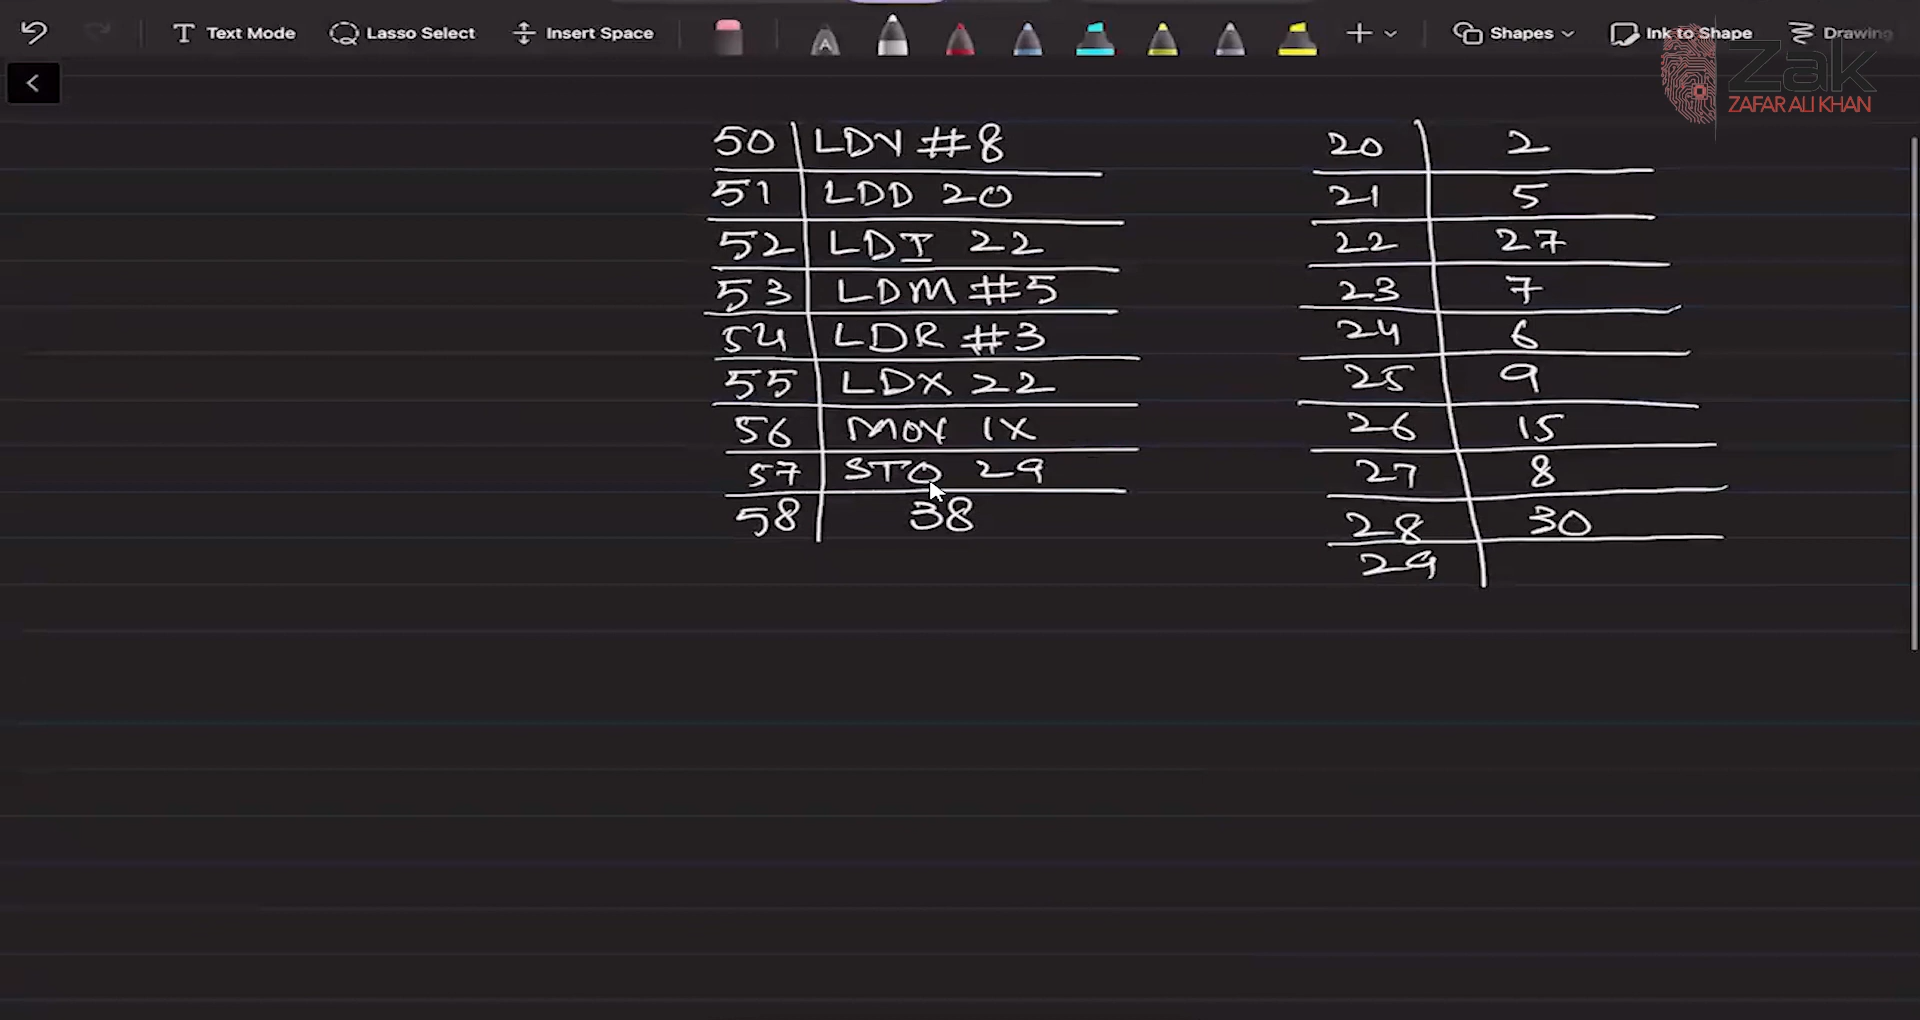 Text Mode Lasso Select Insert Space A Shapes Ink to Shape Drawing
Zak
ZAFAR ALI KHAN
50 LDV #8
51 LDD 20
52 LDI 22
53 LDM #5
54 LDR #3
55 LDX 22
56 MOV IX
57 STO 29
58 38
20 2
21 5
22 27
23 7
24 6
25 9
26 15
27 8
28 30
29